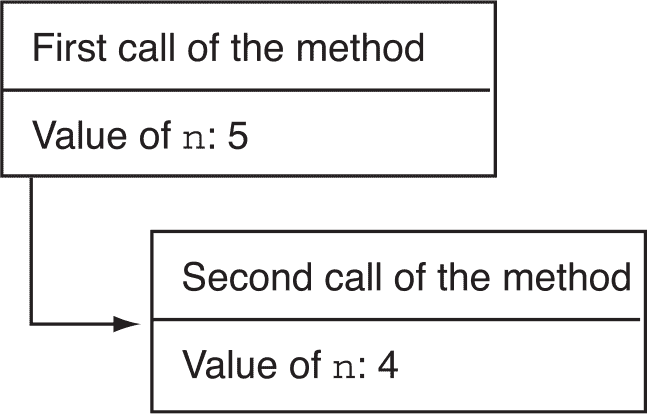 First call of the method
Value of n: 5
Second call of the method
Value of n: 4